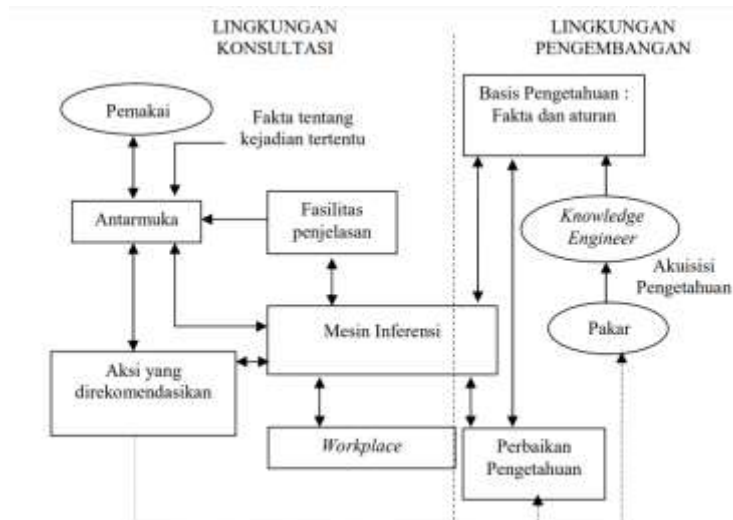 LINGKUNGAN
KONSULTASI
LINGKUNGAN
PENGEMBANGAN
Pemakai
Fakta tentang
kejadian tertentu
Basis Pengetahuan :
Fakta dan aturan
Antarmuka
Fasilitas
penjelasan
Knowledge
Engineer
Akuisisi
Pengetahuan
Mesin Inferensi
Pakar
Aksi yang
direkomendasikan
Workplace
Perbaikan
Pengetahuan